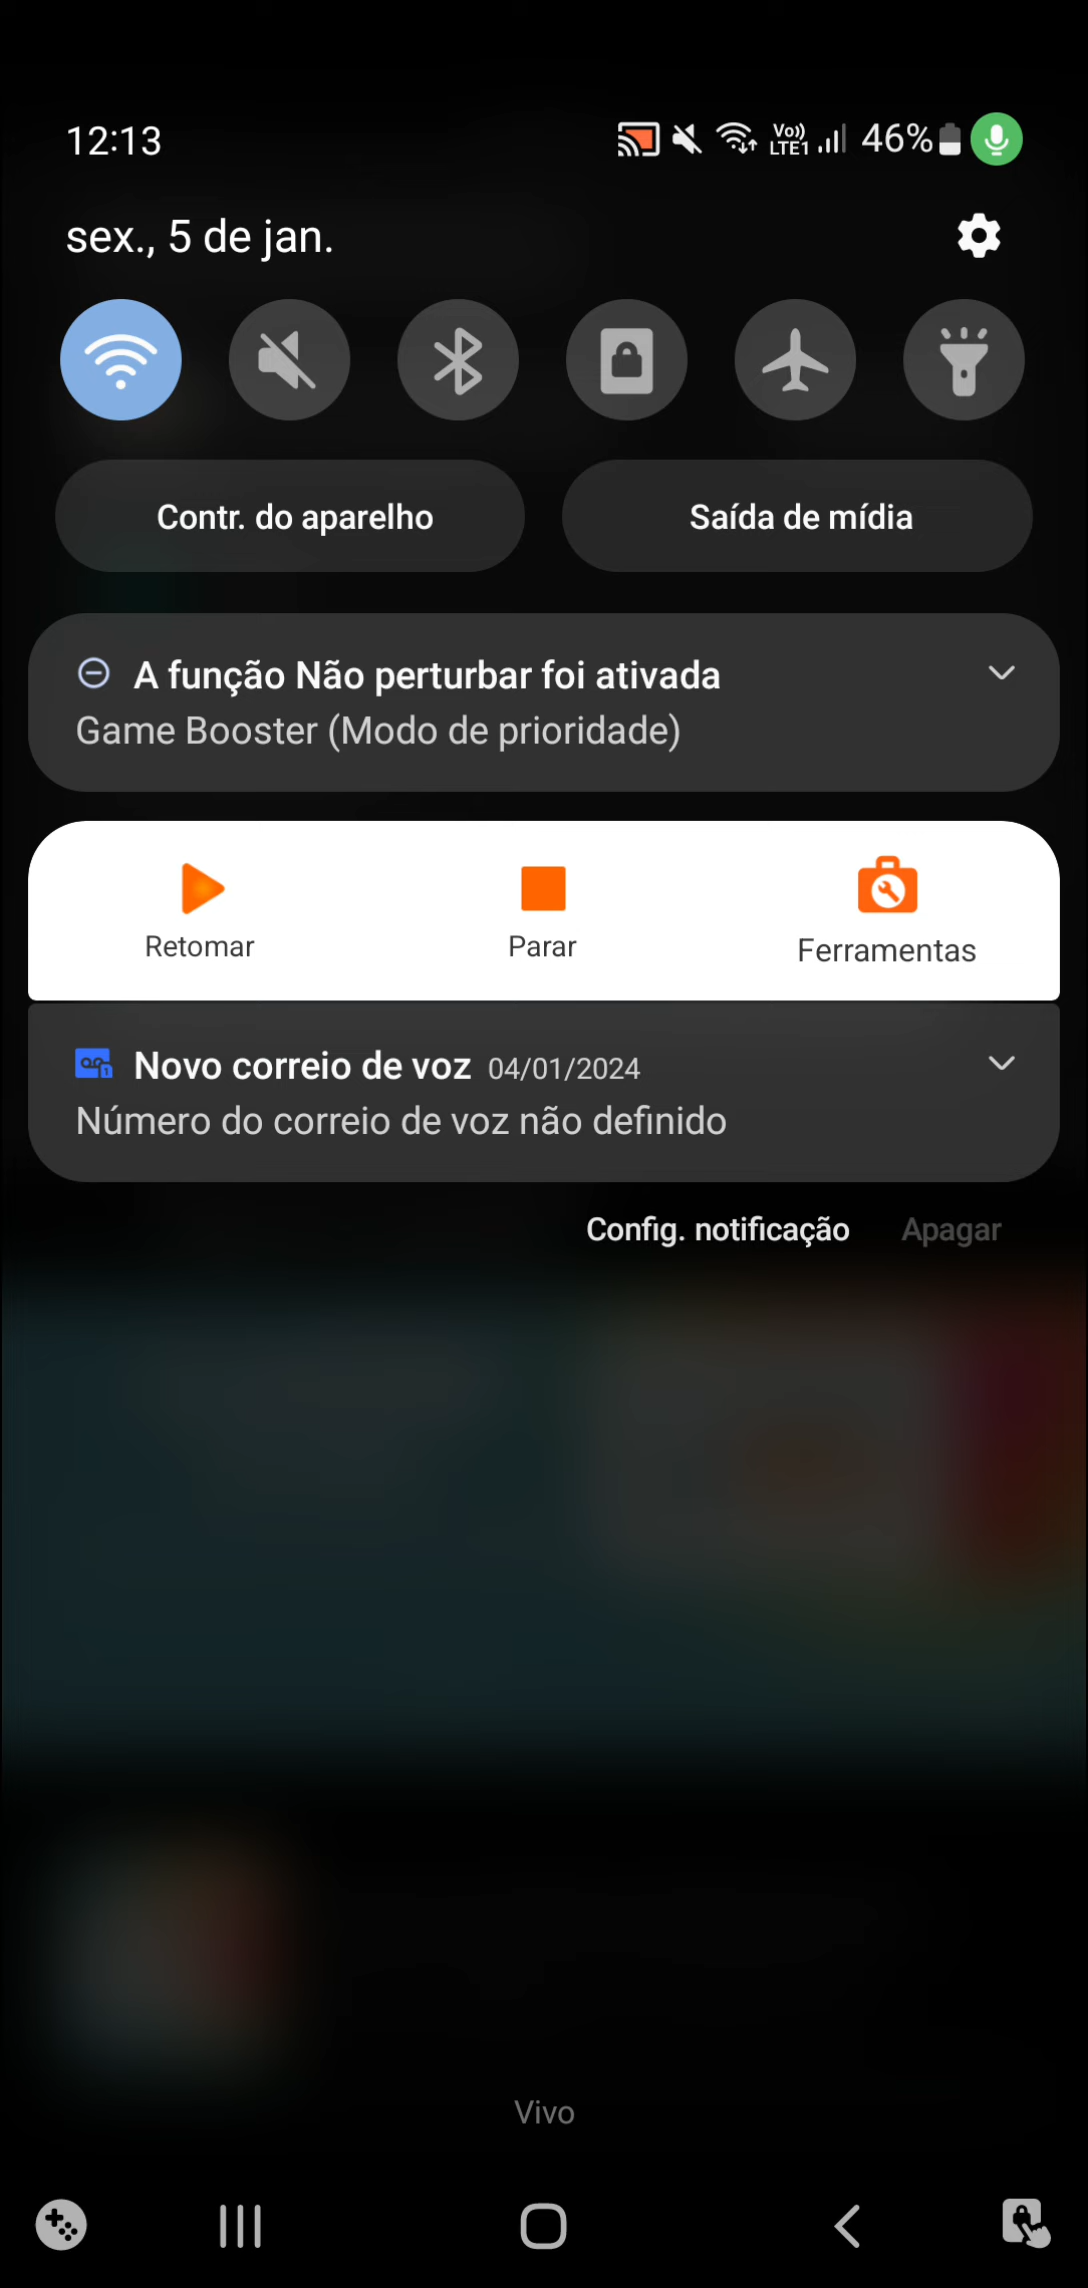 12:13
Vo)) LTE1 46%
sex., 5 de jan.
Contr. do aparelho
Saída de mídia
A função Não perturbar foi ativada
Game Booster (Modo de prioridade)
Retomar
Parar
Ferramentas
Novo correio de voz 04/01/2024
Número do correio de voz não definido
Config. notificação
Apagar
Vivo